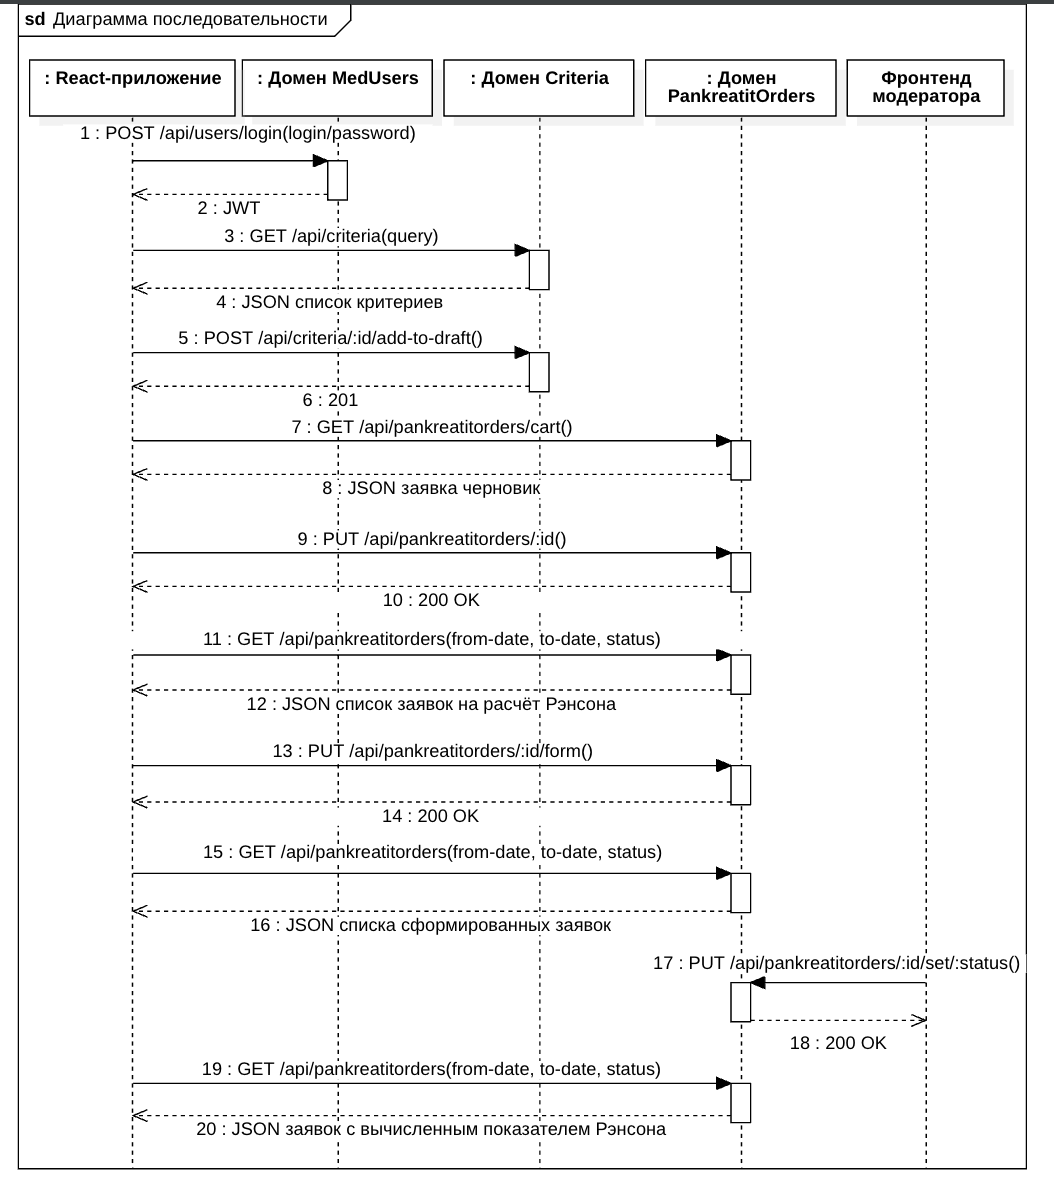 sd Диаграмма последовательности
: React-приложение
: Домен MedUsers
: Домен Criteria
: Домен
PankreatitOrders
Фронтенд
модератора
1 : POST /api/users/login(login/password)
2 : JWT
3 : GET /api/criteria(query)
4 : JSON список критериев
5 : POST /api/criteria/:id/add-to-draft()
6 : 201
7 : GET /api/pankreatitorders/cart()
8 : JSON заявка черновик
9 : PUT /api/pankreatitorders/:id()
10 : 200 OK
11 : GET /api/pankreatitorders(from-date, to-date, status)
12 : JSON список заявок на расчёт Рэнсона
13 : PUT /api/pankreatitorders/:id/form()
14 : 200 OK
15 : GET /api/pankreatitorders(from-date, to-date, status)
16 : JSON списка сформированных заявок
17 : PUT /api/pankreatitorders/:id/set/:status()
18 : 200 OK
19 : GET /api/pankreatitorders(from-date, to-date, status)
20 : JSON заявок с вычисленным показателем Рэнсона